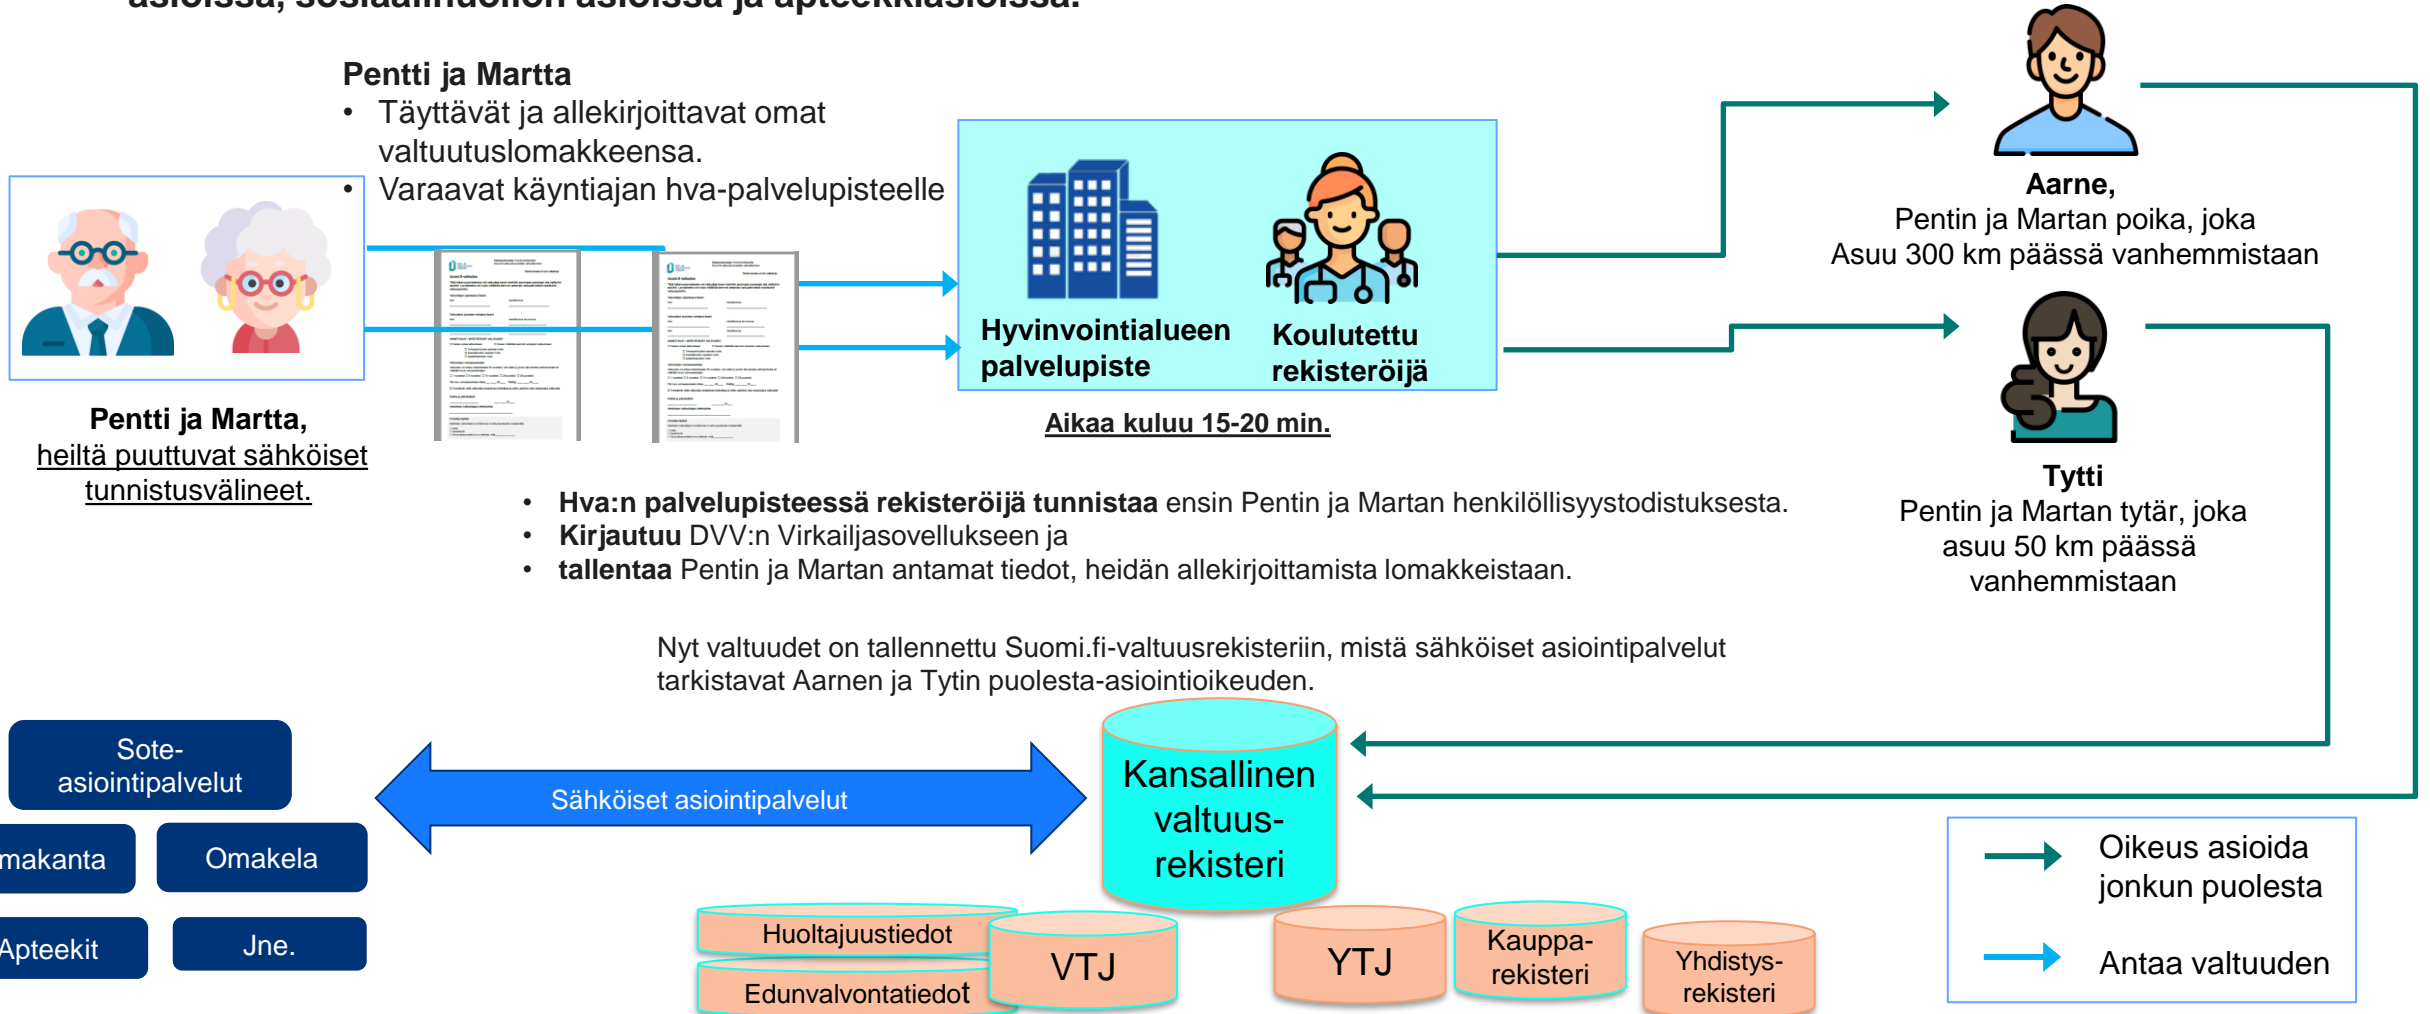 asioissa, sosiaalihuollon asioissa ja apteekkiasioissa.
Pentti ja Martta
• Täyttävät ja allekirjoittavat omat
valtuutuslomakkeensa.
• Varaavat käyntiajan hva-palvelupisteelle
Pentti ja Martta,
heiltä puuttuvat sähköiset
tunnistusvälineet.
Hyvinvointialueen
palvelupiste
Koulutettu
rekisteröijä
Aikaa kuluu 15-20 min.
Aarne,
Pentin ja Martan poika, joka
Asuu 300 km päässä vanhemmistaan
Tytti
Pentin ja Martan tytär, joka
asuu 50 km päässä
vanhemmistaan
• Hva:n palvelupisteessä rekisteröijä tunnistaa ensin Pentin ja Martan henkilöllisyystodistuksesta.
• Kirjautuu DVV:n Virkailjasovellukseen ja
• tallentaa Pentin ja Martan antamat tiedot, heidän allekirjoittamista lomakkeistaan.
Nyt valtuudet on tallennettu Suomi.fi-valtuusrekisteriin, mistä sähköiset asiointipalvelut
tarkistavat Aarnen ja Tytin puolesta-asiointioikeuden.
Sote-
asiointipalvelut
makanta
Omakela
Apteekit
Jne.
Sähköiset asiointipalvelut
Kansallinen
valtuus-
rekisteri
Huoltajuustiedot
Edunvalvontatiedot
VTJ
YTJ
Kauppa-
rekisteri
Yhdistys-
rekisteri
Oikeus asioida
jonkun puolesta
Antaa valtuuden